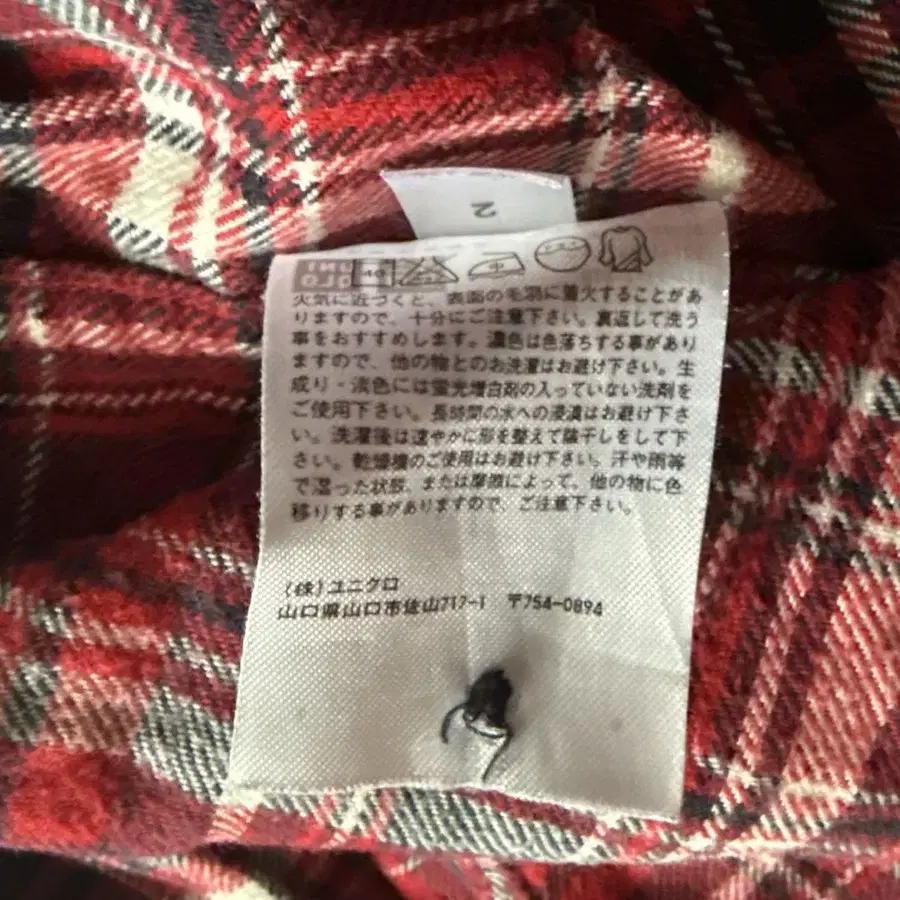 2
UNI
QLO
40 中
火気に近づくと、表面の毛羽に着火することがあ
りますので、十分にご注意下さい。裏返して洗う
事をおすすめします。濃色は色落ちする事があり
ますので、他の物とのお洗濯はお避け下さい。生
成り・淡色には蛍光増白剤の入っていない洗剤を
ご使用下さい。長時間の水への浸漬はお避け下さ
い。洗濯後は速やかに形を整えて陰干しをして下
さい。乾燥機のご使用はお避け下さい。汗や雨等
で湿った状態、または摩擦によって、他の物に色
移りする事がありますので、ご注意下さい。
(株)ユニクロ
山口県山口市佐山717-1 〒754-0894